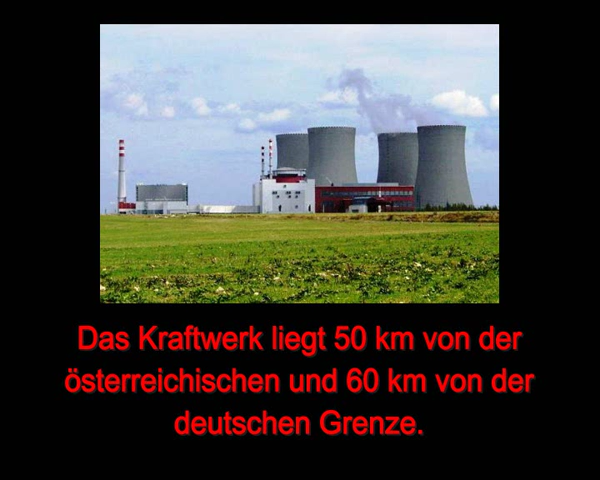 Das Kraftwerk liegt 50 km von der
österreichischen und 60 km von der
deutschen Grenze.